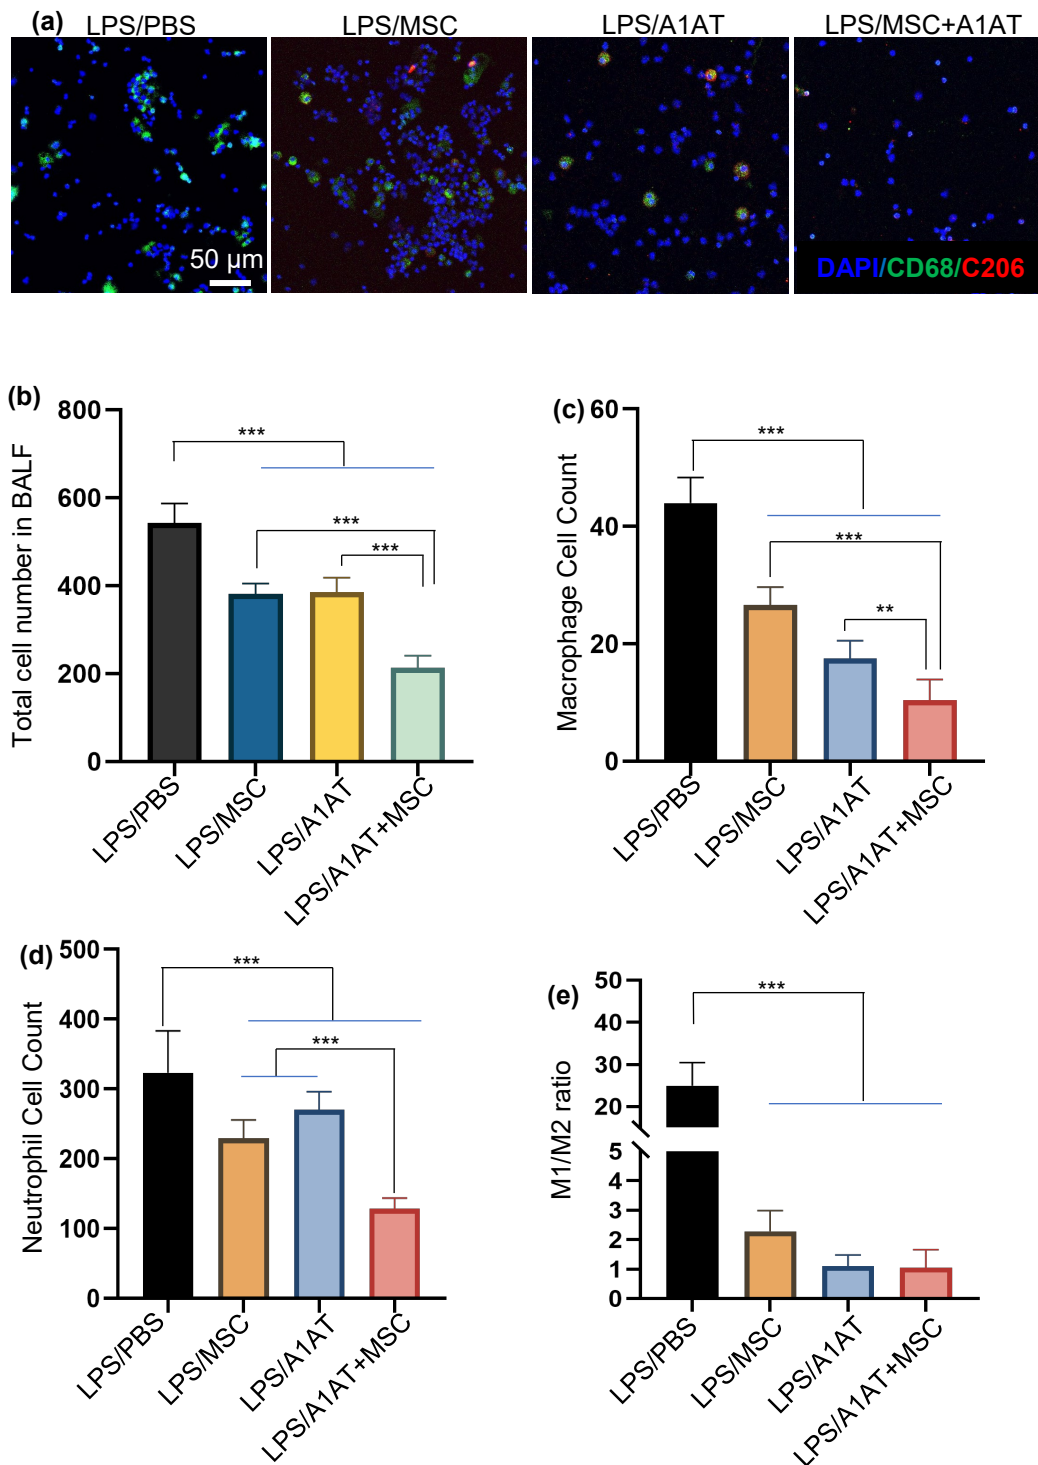 (a) LPS/PBS LPS/MSC LPS/A1AT LPS/MSC+A1AT
50 µm
DAPI/CD68/C206
(b)
Total cell number in BALF
800
600
400
200
0
***
***
***
LPS/PBS
LPS/MSC
LPS/A1AT
LPS/A1AT+MSC
(c)
Macrophage Cell Count
60
40
20
0
***
***
**
LPS/PBS
LPS/MSC
LPS/A1AT
LPS/A1AT+MSC
(d)
Neutrophil Cell Count
500
400
300
200
100
0
***
***
LPS/PBS
LPS/MSC
LPS/A1AT
LPS/A1AT+MSC
(e)
M1/M2 ratio
50
40
30
20
5
4
3
2
1
0
***
LPS/PBS
LPS/MSC
LPS/A1AT
LPS/A1AT+MSC